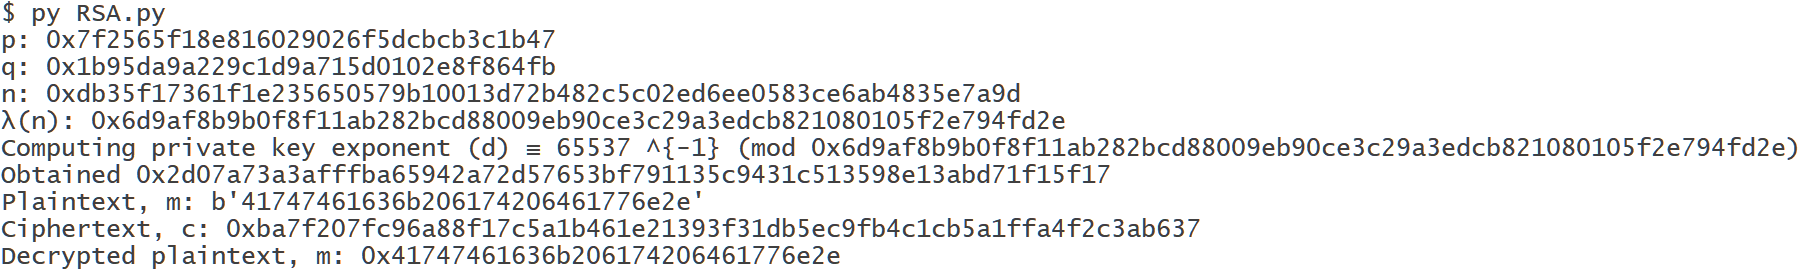 $ py RSA.py
p: 0x7f2565f18e816029026f5dcbcb3c1b47
q: 0x1b95da9a229c1d9a715d0102e8f864fb
n: 0xdb35f17361f1e235650579b10013d72b482c5c02ed6ee0583ce6ab4835e7a9d
λ(n): 0x6d9af8b9b0f8f11ab282bcd88009eb90ce3c29a3edcb821080105f2e794fd2e
Computing private key exponent (d) ≡ 65537 ^{-1} (mod 0x6d9af8b9b0f8f11ab282bcd88009eb90ce3c29a3edcb821080105f2e794fd2e)
Obtained 0x2d07a73a3afffba65942a72d57653bf791135c9431c513598e13abd71f15f17
Plaintext, m: b'41747461636b206174206461776e2e'
Ciphertext, c: 0xba7f207fc96a88f17c5a1b461e21393f31db5ec9fb4c1cb5a1ffa4f2c3ab637
Decrypted plaintext, m: 0x41747461636b206174206461776e2e